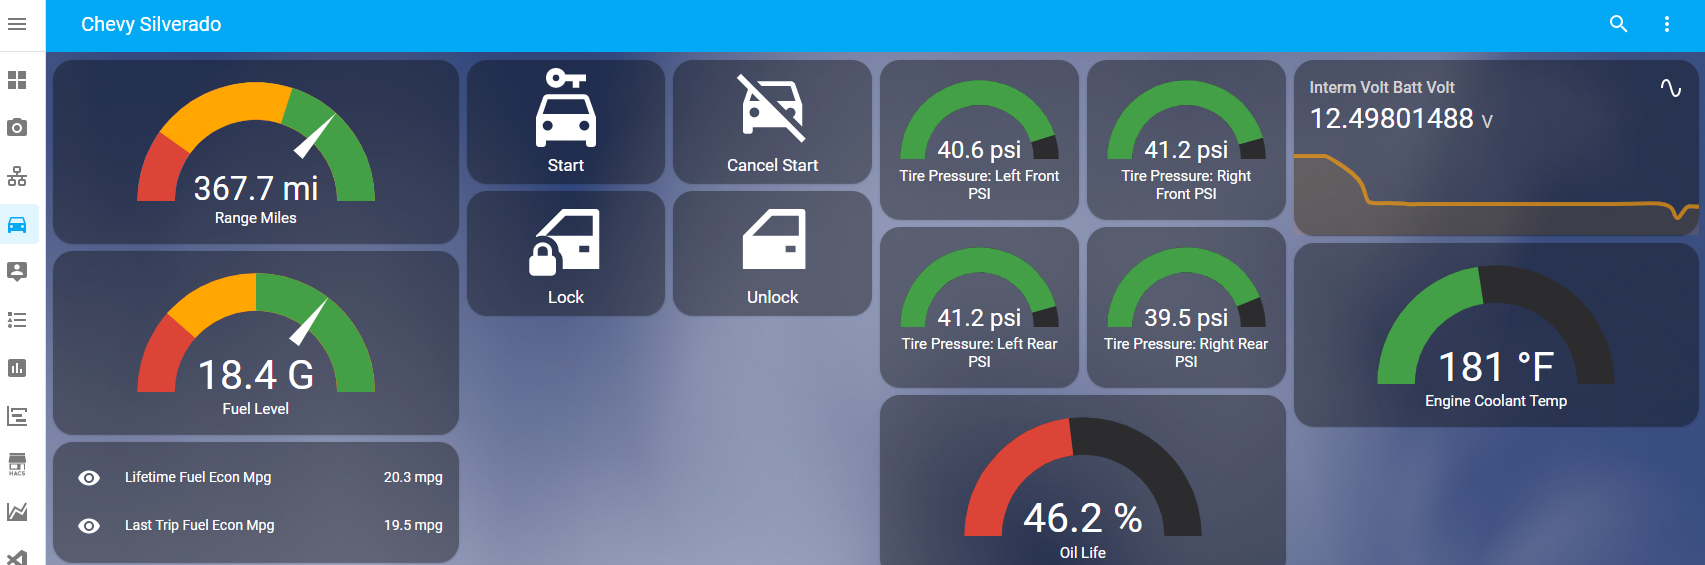 Chevy Silverado
367.7 mi
Range Miles
18.4 G
Fuel Level
Lifetime Fuel Econ Mpg 20.3 mpg
Last Trip Fuel Econ Mpg 19.5 mpg
Start
Cancel Start
Lock
Unlock
40.6 psi
Tire Pressure: Left Front
PSI
41.2 psi
Tire Pressure: Right
Front PSI
41.2 psi
Tire Pressure: Left Rear
PSI
39.5 psi
Tire Pressure: Right Rear
PSI
46.2 %
Oil Life
Interm Volt Batt Volt
12.49801488 V
181 °F
Engine Coolant Temp
HACS